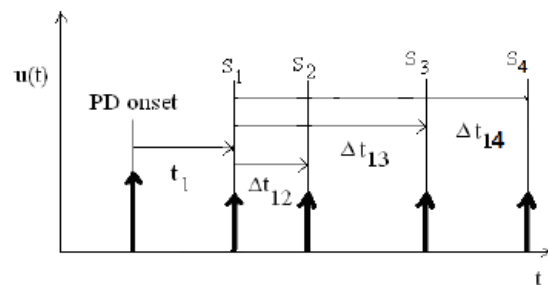 u(t)
S₁ S₂ S₃ S₄
PD onset
t₁
Δt₁₂
Δt₁₃
Δt₁₄
t